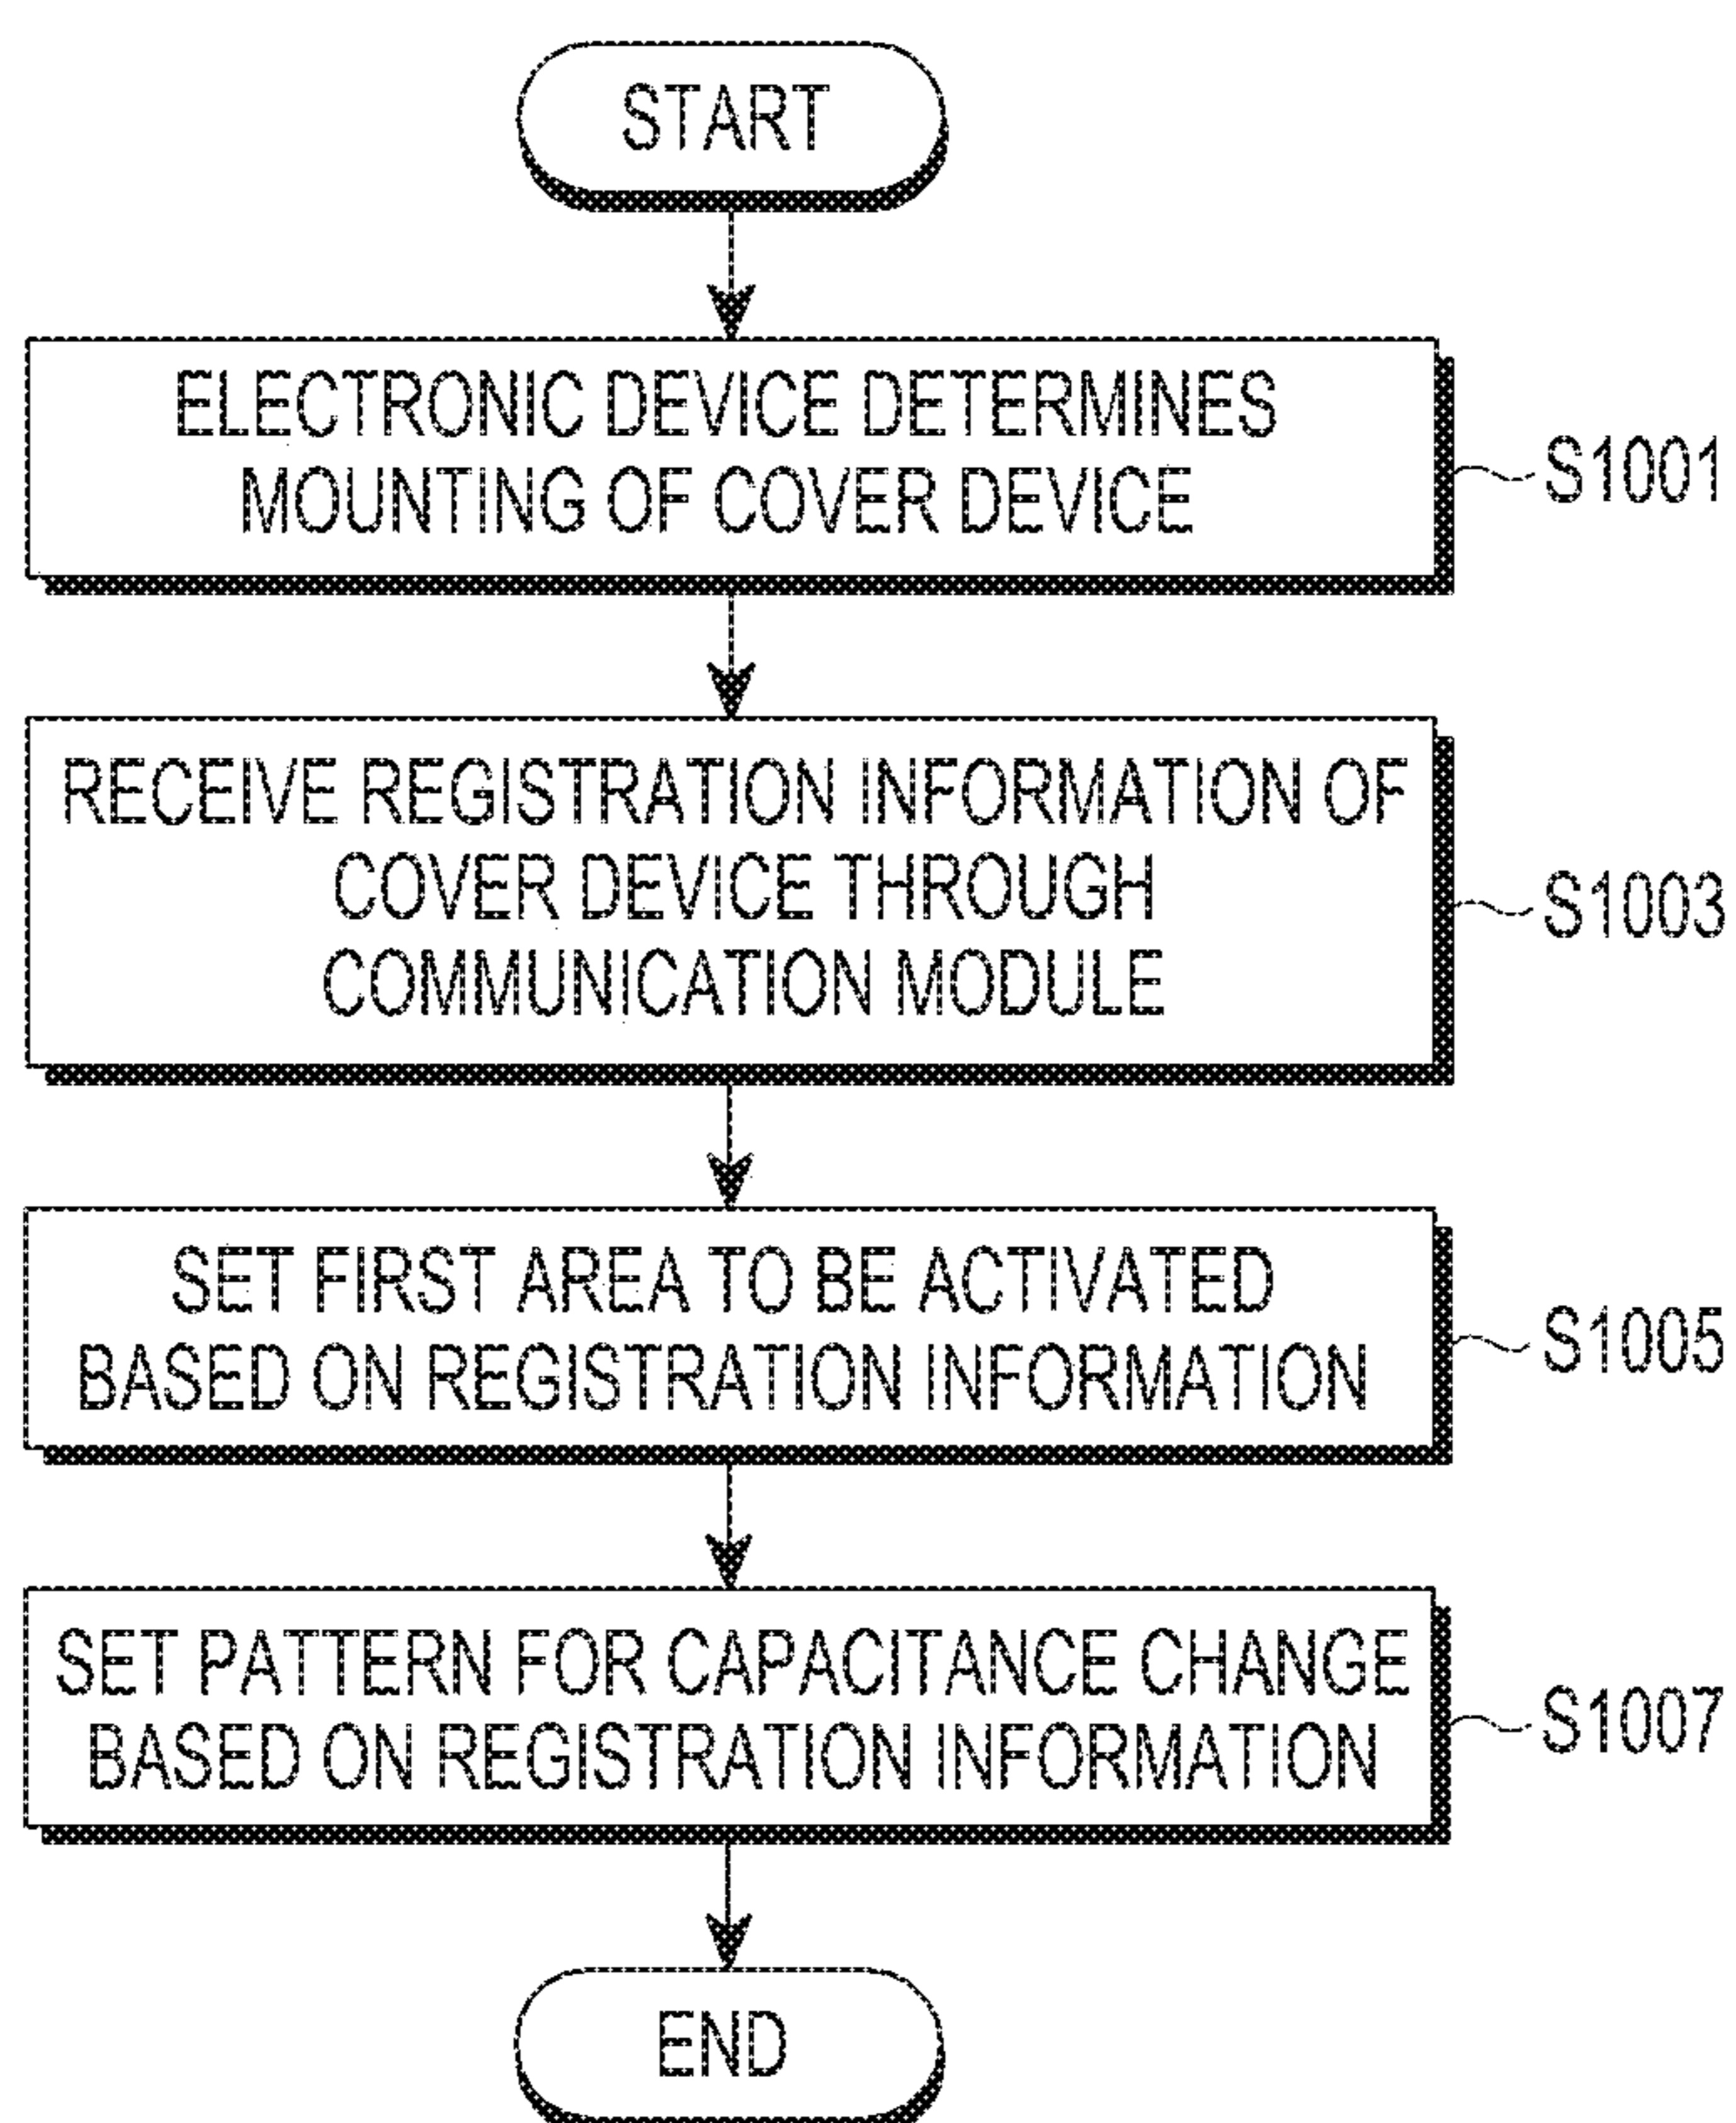 START
ELECTRONIC DEVICE DETERMINES
MOUNTING OF COVER DEVICE
S1001
RECEIVE REGISTRATION INFORMATION OF
COVER DEVICE THROUGH
COMMUNICATION MODULE
S1003
SET FIRST AREA TO BE ACTIVATED
BASED ON REGISTRATION INFORMATION
S1005
SET PATTERN FOR CAPACITANCE CHANGE
BASED ON REGISTRATION INFORMATION
S1007
END